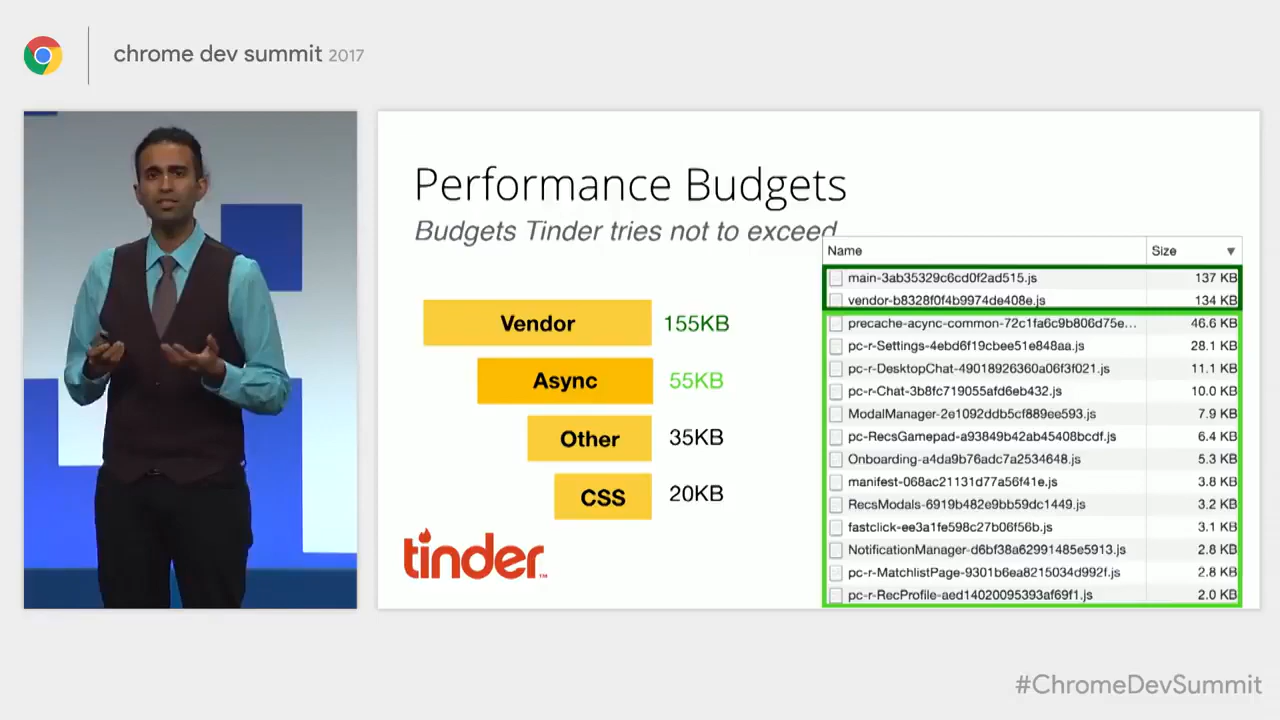 chrome dev summit 2017
Performance Budgets
Budgets Tinder tries not to exceed
Vendor 155KB
Async 55KB
Other 35KB
CSS 20KB
tinder™
Name Size
main-3ab35329c6cd0f2ad515.js 137 KB
vendor-b8328f0f4b9974de408e.js 134 KB
precache-async-common-72c1fa6c9b806d75e... 46.6 KB
pc-r-Settings-4ebd6f19cbee51e848aa.js 28.1 KB
pc-r-DesktopChat-49018926360a06f3f021.js 11.1 KB
pc-r-Chat-3b8fc719055afd6eb432.js 10.0 KB
ModalManager-2e1092ddb5cf889ee593.js 7.9 KB
pc-RecsGamepad-a93849b42ab45408bcdf.js 6.4 KB
Onboarding-a4da9b76adc7a2534648.js 5.3 KB
manifest-068ac21131d77a56f41e.js 3.8 KB
RecsModals-6919b482e9bb59dc1449.js 3.2 KB
fastclick-ee3a1fe598c27b06f56b.js 3.1 KB
NotificationManager-d6bf38a62991485e5913.js 2.8 KB
pc-r-MatchlistPage-9301b6ea8215034d992f.js 2.8 KB
pc-r-RecProfile-aed14020095393af69f1.js 2.0 KB
#ChromeDevSummit